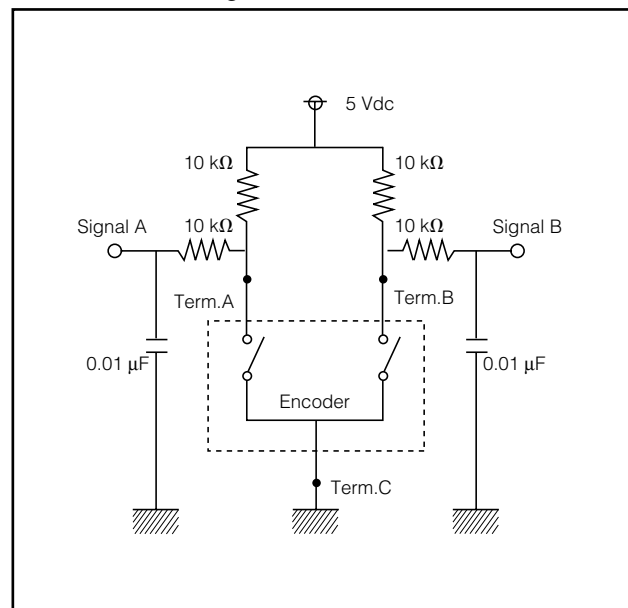 5 Vdc
10 kΩ
10 kΩ
Signal A
10 kΩ
10 kΩ
Signal B
Term.A
Term.B
0.01 µF
Encoder
0.01 µF
Term.C